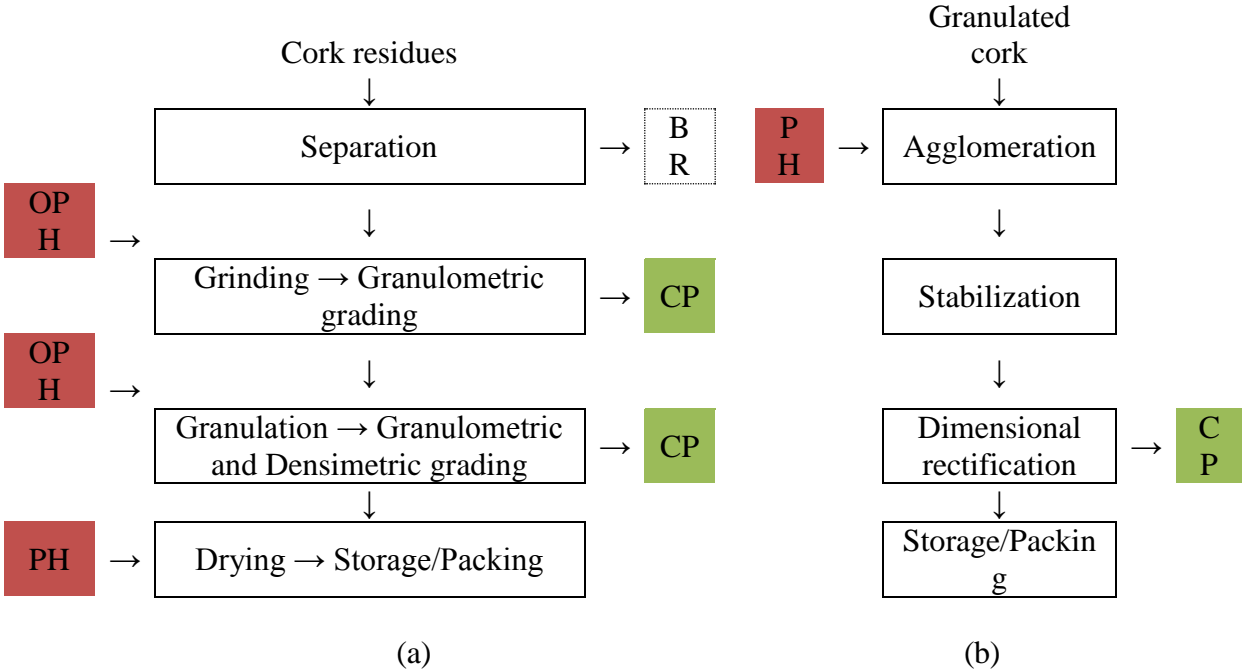 Cork residues
↓
Separation
→
B
R
OP
H
→
↓
Grinding → Granulometric
grading
→
CP
OP
H
→
↓
Granulation → Granulometric
and Densimetric grading
→
CP
↓
PH
→
Drying → Storage/Packing
(a)
Granulated
cork
↓
P
H
→
Agglomeration
↓
Stabilization
↓
Dimensional
rectification
→
C
P
↓
Storage/Packin
g
(b)